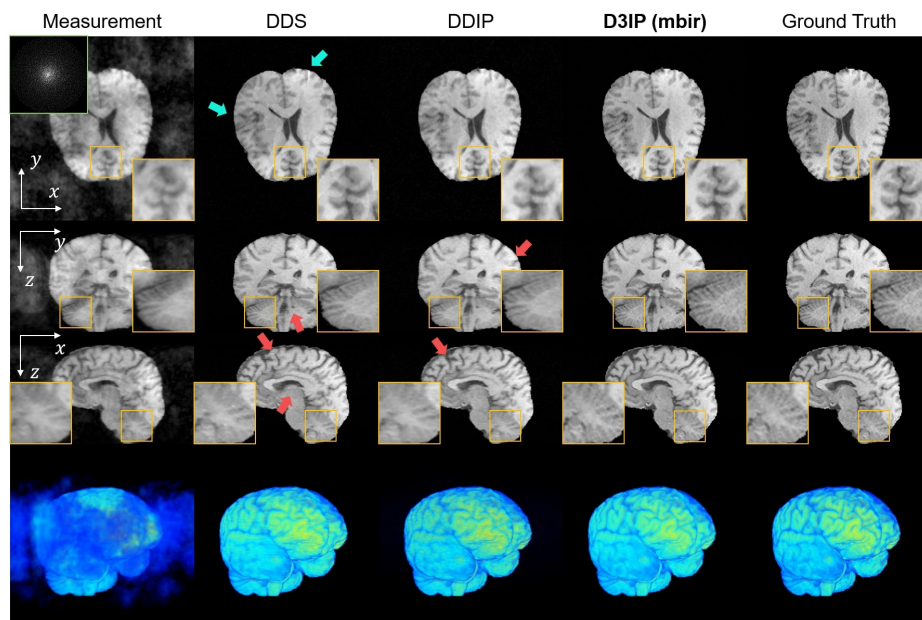 Measurement DDS DDIP D3IP (mbir) Ground Truth
y
x
y
z
x
z